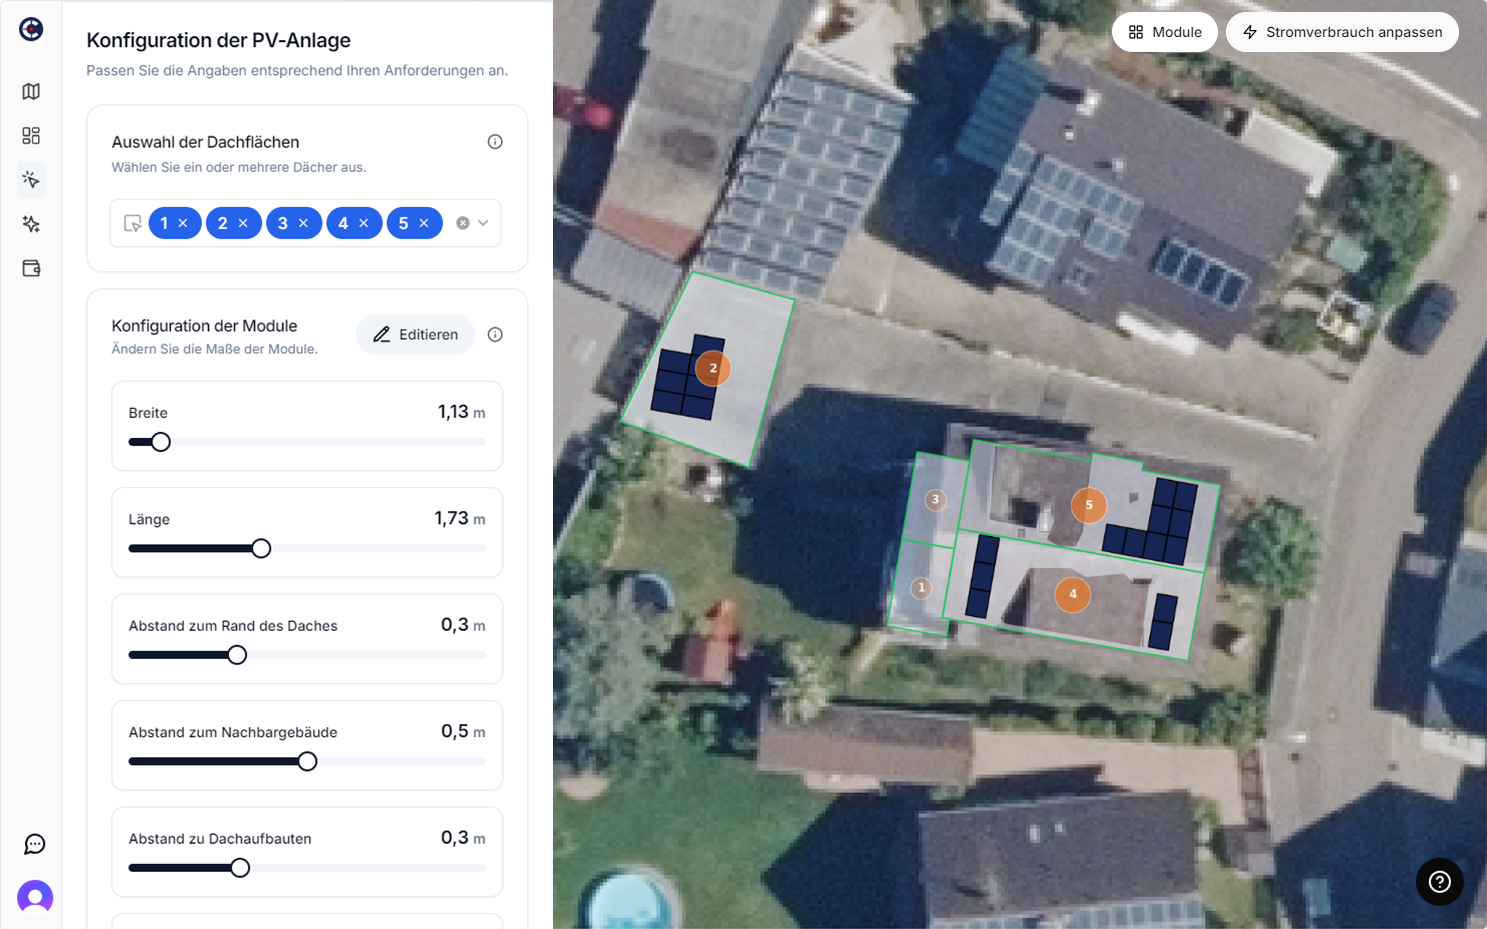 Konfiguration der PV-Anlage
Passen Sie die Angaben entsprechend Ihren Anforderungen an.
Auswahl der Dachflächen
Wählen Sie ein oder mehrere Dächer aus.
1 2 3 4 5
Konfiguration der Module
Ändern Sie die Maße der Module.
Editieren
Breite 1,13 m
Länge 1,73 m
Abstand zum Rand des Daches 0,3 m
Abstand zum Nachbargebäude 0,5 m
Abstand zu Dachaufbauten 0,3 m
Module
Stromverbrauch anpassen
2
3
5
1
4